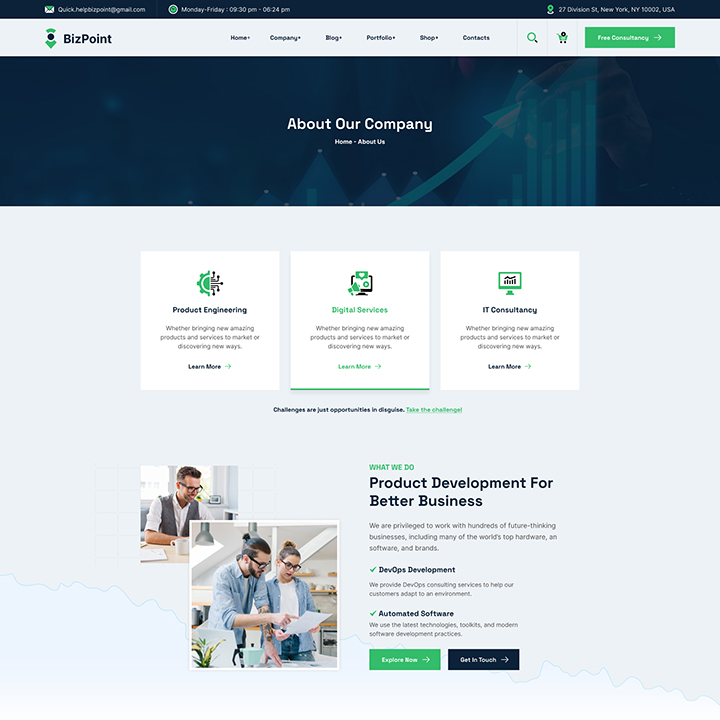 Quick.helpbizpoint@gmail.com
Monday-Friday : 09:30 pm - 06:24 pm
27 Division St, New York, NY 10002, USA
BizPoint
Home+
Company+
Blog+
Portfolio+
Shop+
Contacts
0
Free Consultancy
About Our Company
Home - About Us
Product Engineering
Whether bringing new amazing
products and services to market or
discovering new ways.
Learn More
Digital Services
Whether bringing new amazing
products and services to market or
discovering new ways.
Learn More
IT Consultancy
Whether bringing new amazing
products and services to market or
discovering new ways.
Learn More
Challenges are just opportunities in disguise. Take the challenge!
WHAT WE DO
Product Development For
Better Business
We are privileged to work with hundreds of future-thinking
businesses, including many of the world's top hardware, an
software, and brands.
DevOps Development
We provide DevOps consulting services to help our
customers adapt to an environment.
Automated Software
We use the latest technologies, toolkits, and modern
software development practices.
Explore Now
Get In Touch